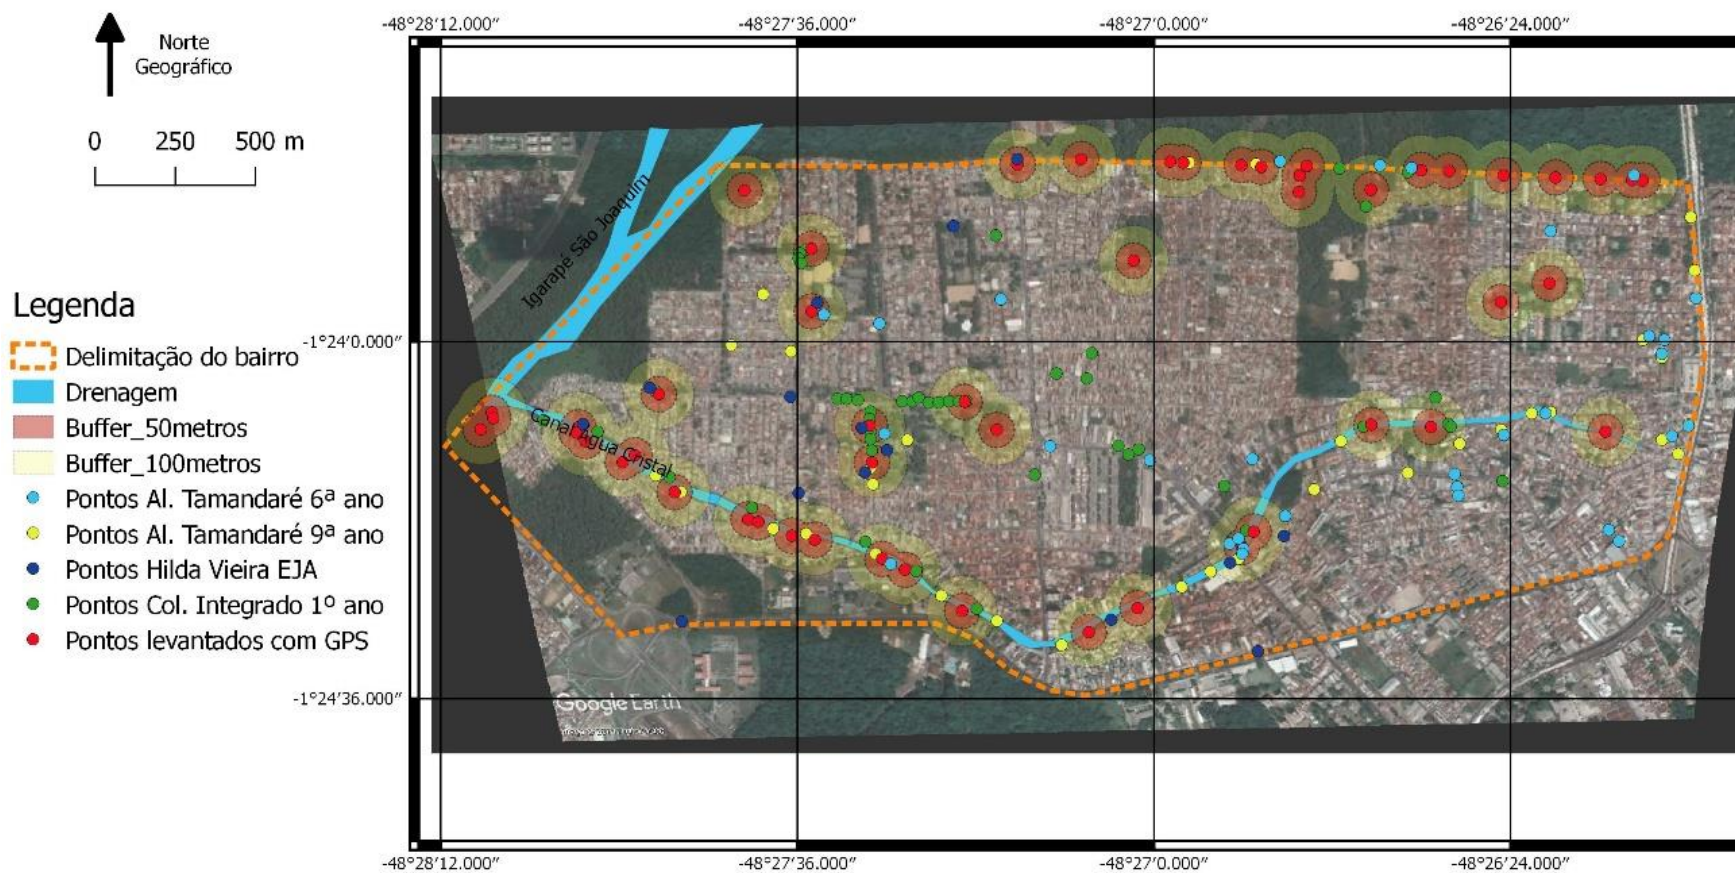 -48°28'12.000" -48°27'36.000" -48°27'0.000" -48°26'24.000"
Norte
Geográfico
0 250 500 m
Igarapé São Joaquim
Legenda
Delimitação do bairro
Drenagem
Buffer_50metros
Buffer_100metros
Pontos Al. Tamandaré 6ª ano
Pontos Al. Tamandaré 9ª ano
Pontos Hilda Vieira EJA
Pontos Col. Integrado 1º ano
Pontos levantados com GPS
-1°24'0.000"
Canal Água Cristal
-1°24'36.000"
Google Earth
-48°28'12.000" -48°27'36.000" -48°27'0.000" -48°26'24.000"